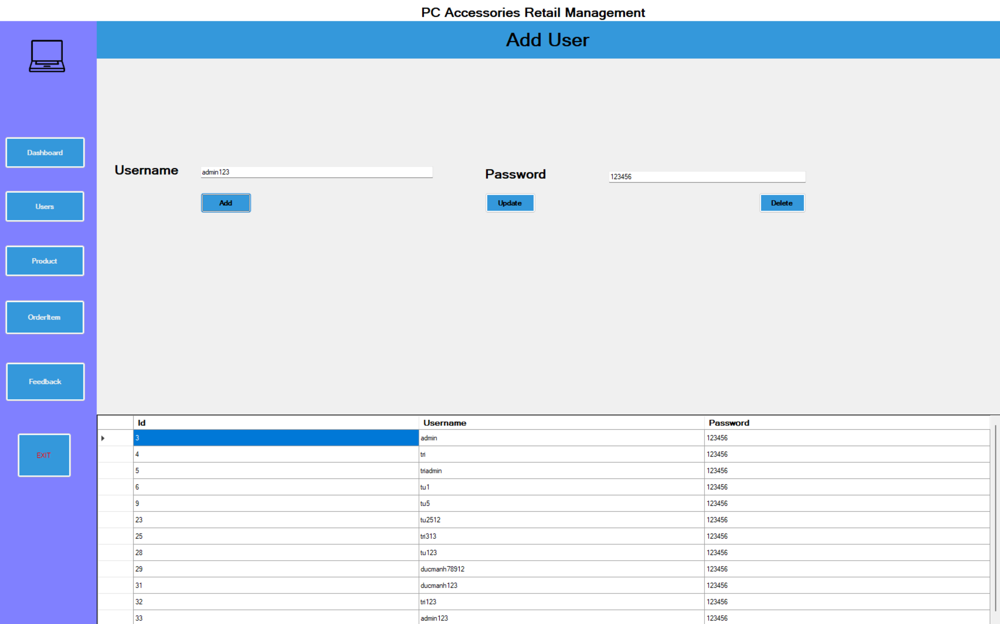 PC Accessories Retail Management
Add User
Dashboard
Users
Product
OrderItem
Feedback
EXIT
Username admin123 Password 123456
Add Update Delete
Id Username Password
3 admin 123456
4 tri 123456
5 triadmin 123456
6 tu1 123456
9 tu5 123456
23 tu2512 123456
25 tri313 123456
28 tu123 123456
29 ducmanh78912 123456
31 ducmanh123 123456
32 tri123 123456
33 admin123 123456